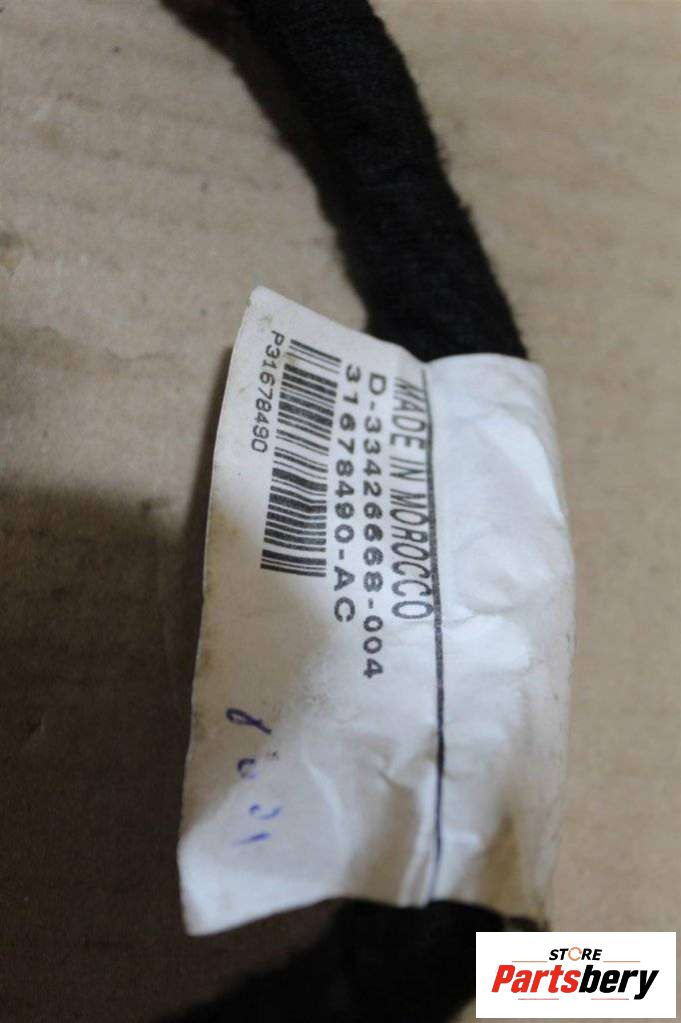 MADE IN MOROCCO
D-33426668-004
31678490-AC
P31678490
STORE
Partsbery